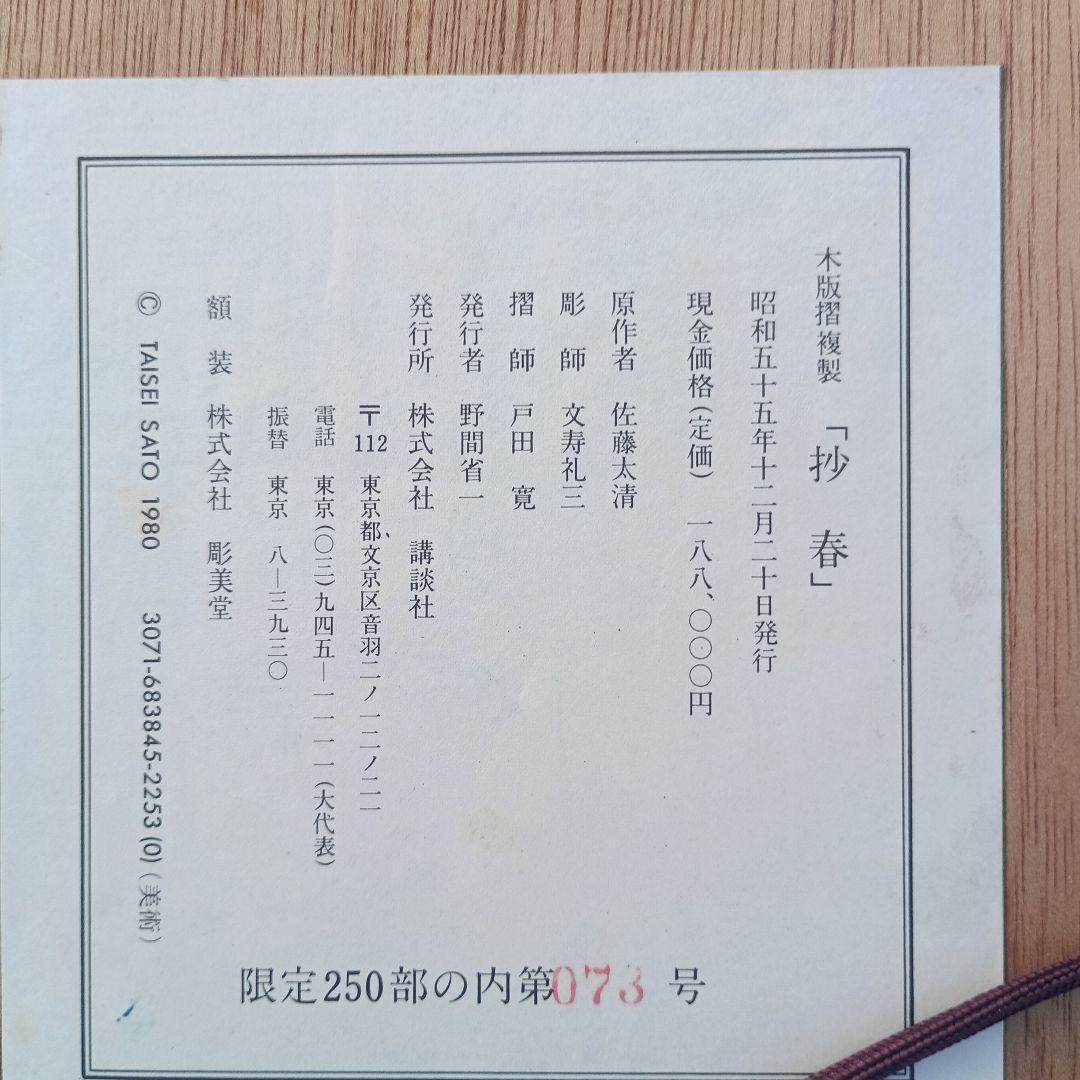 木版摺複製 「抄 春」
昭和五十五年十二月二十日発行
現金価格(定価) 一八八、〇〇〇円
原作者 佐藤太清
彫 師 文寿礼三
摺 師 戸田 寛
発行者 野間省一
発行所 株式会社 講談社
〒112 東京都文京区音羽二ノ一二ノ二一
電話 東京(〇三)九四五―一一一一(大代表)
振替 東京 八―三九三〇
額 装 株式会社 彫美堂
© TAISEI SATO 1980 3071-683845-2253(0)(美術)
限定250部の内第073号